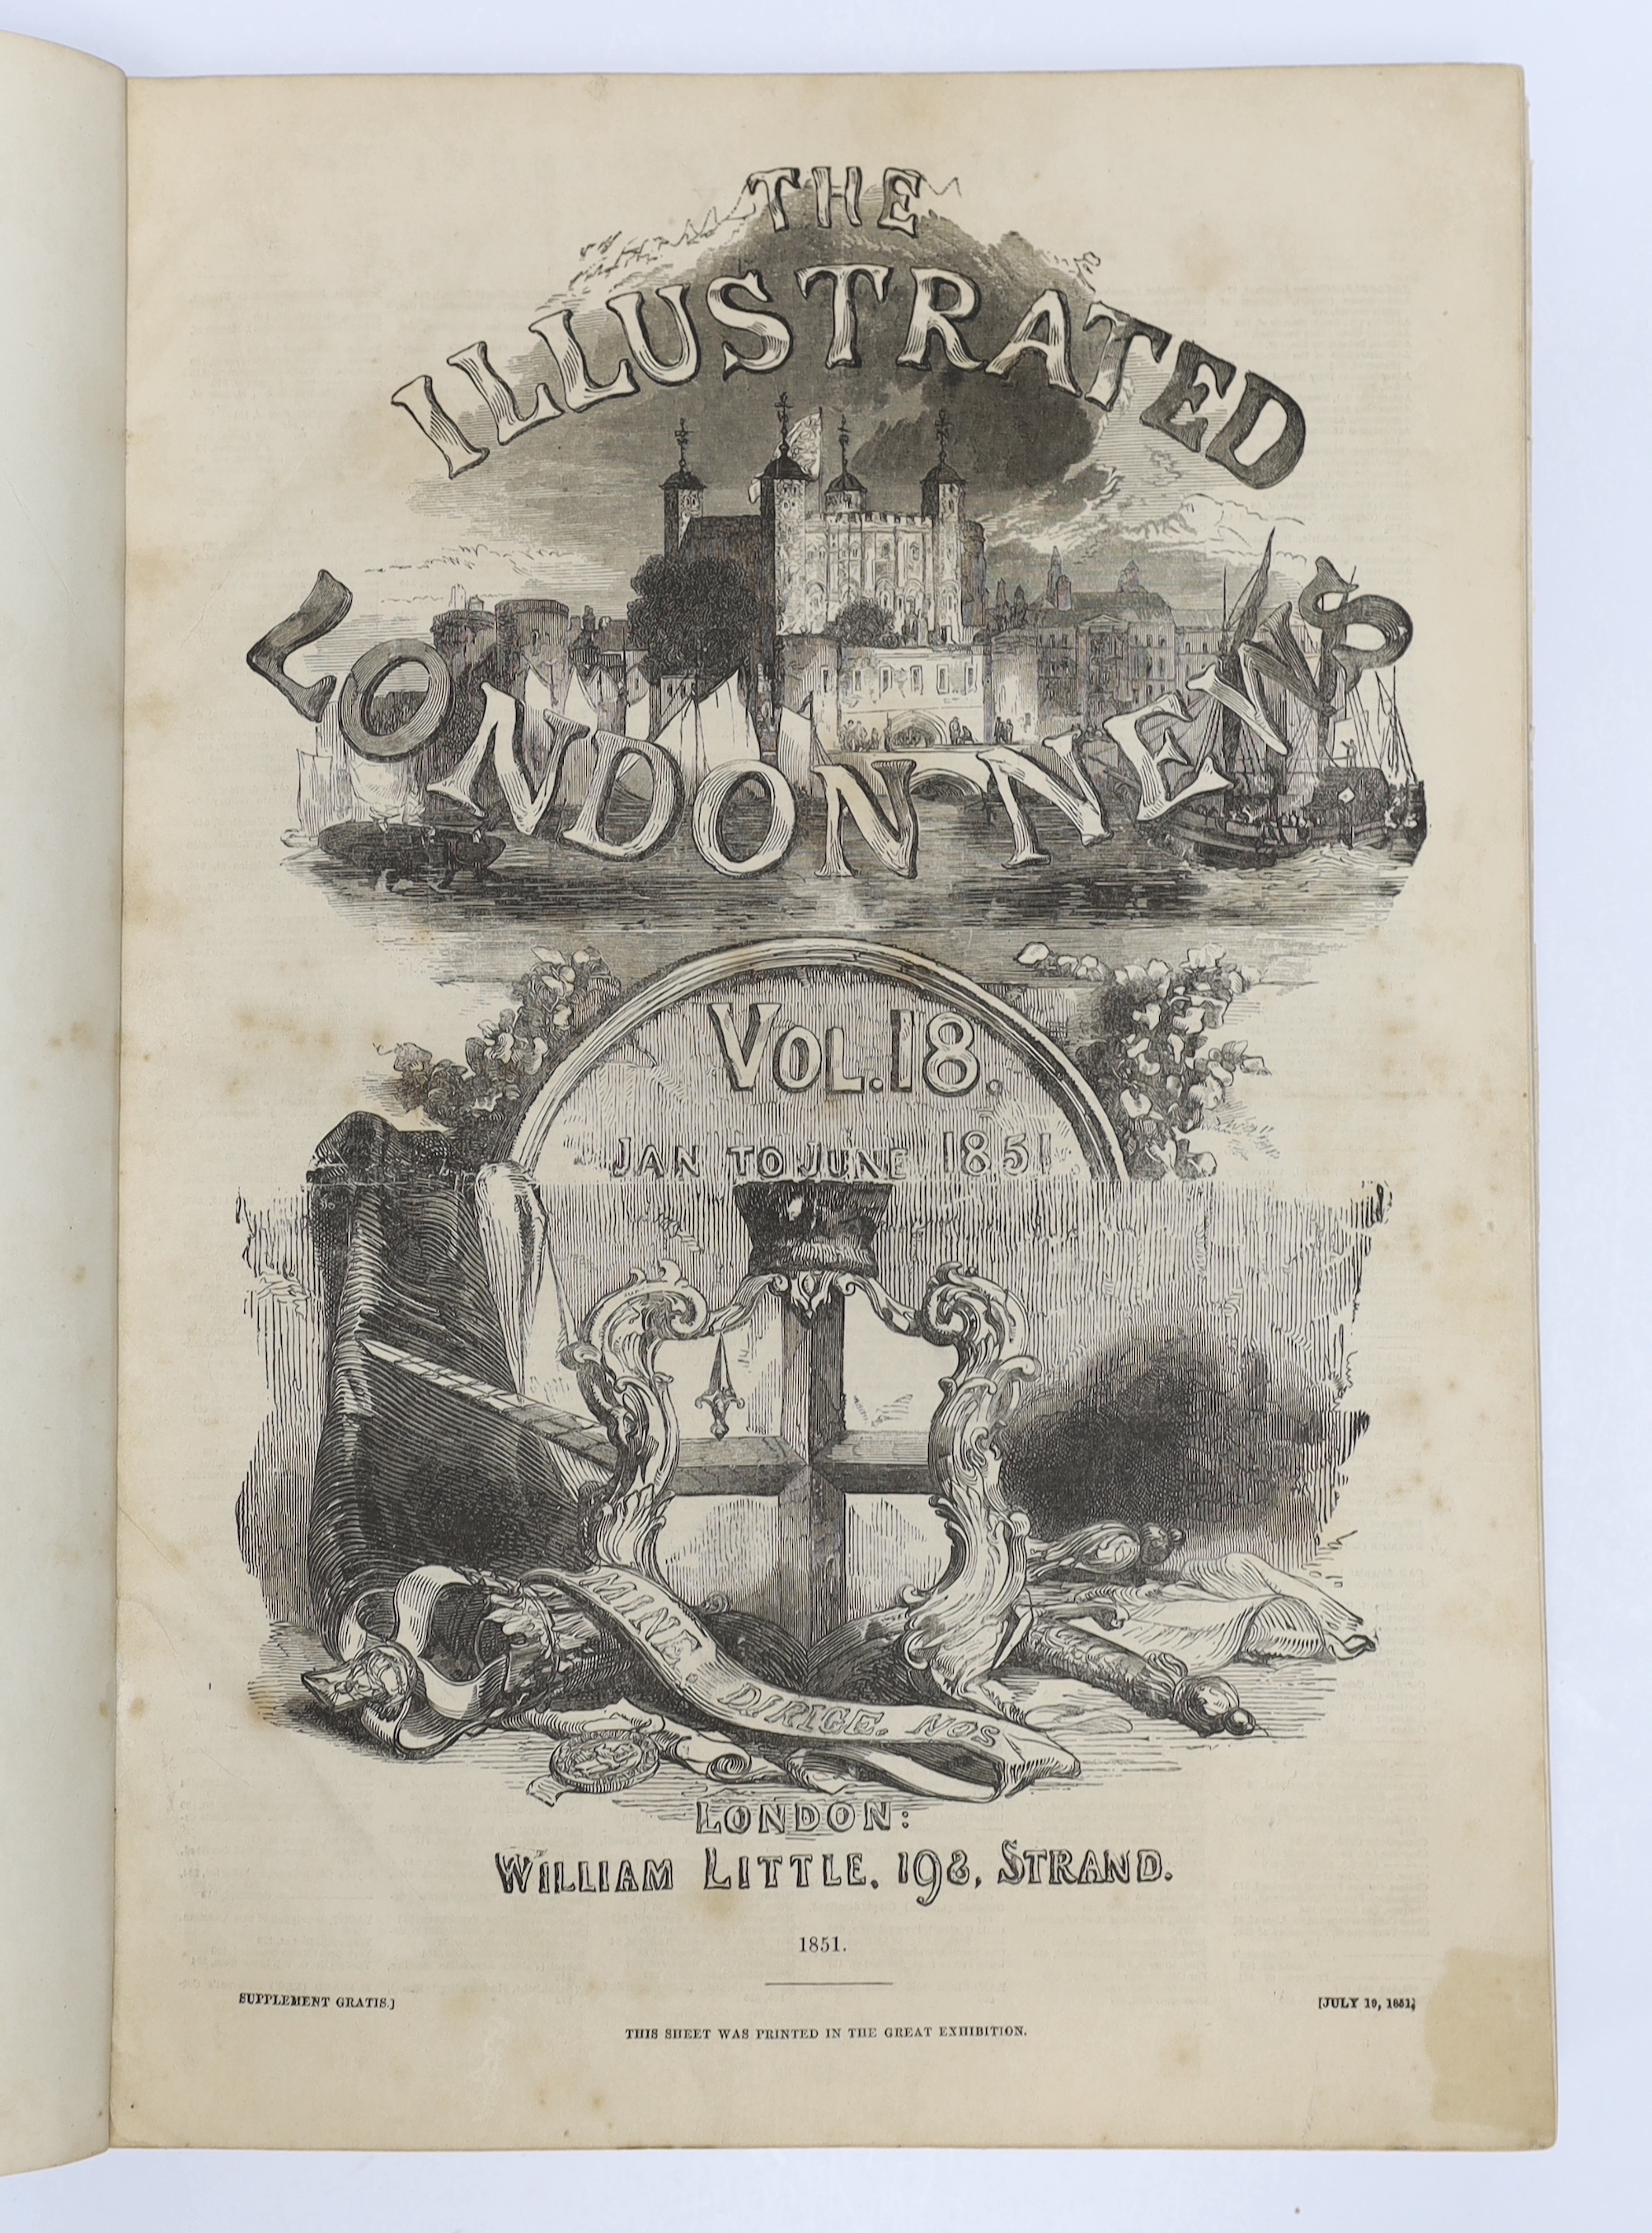 THE
ILLUSTRATED
LONDON NEWS
VOL. 18.
JAN TO JUNE 1851
MINE. DIRIGE. NOS
LONDON:
WILLIAM LITTLE, 198, STRAND.
1851.
SUPPLEMENT GRATIS.]
[JULY 19, 1851;
THIS SHEET WAS PRINTED IN THE GREAT EXHIBITION.